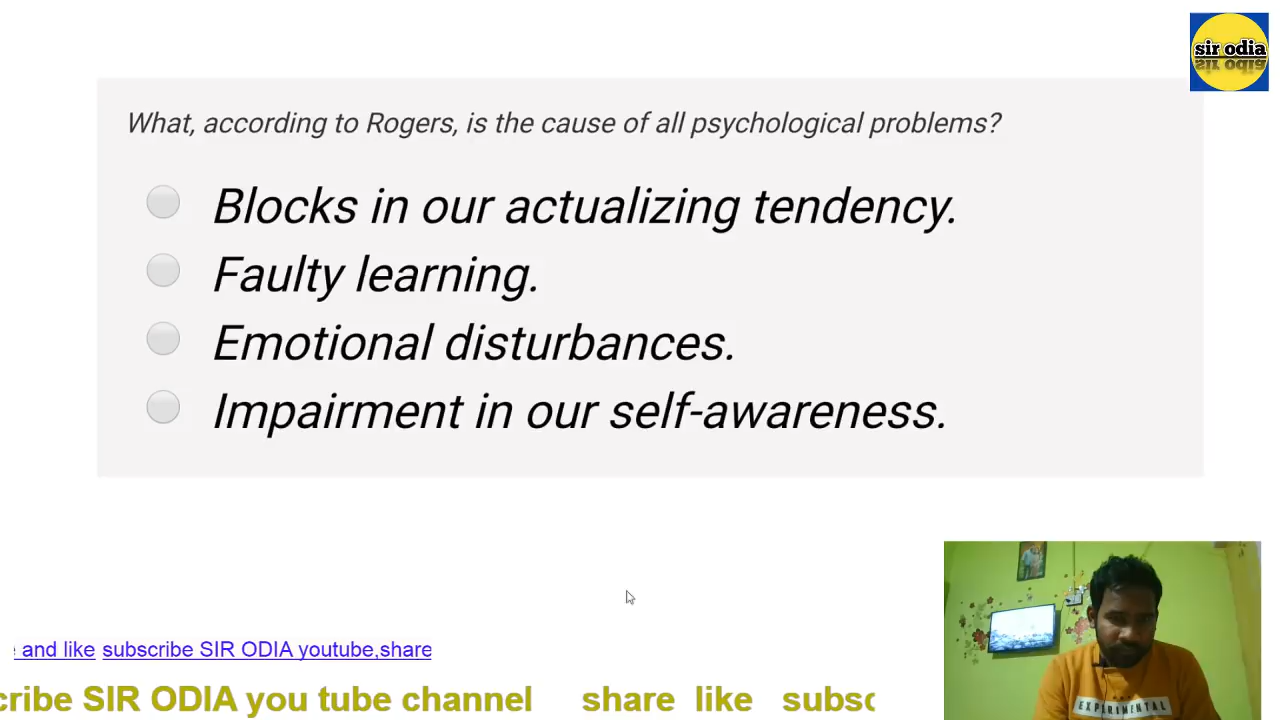 sir odia
What, according to Rogers, is the cause of all psychological problems?
Blocks in our actualizing tendency.
Faulty learning.
Emotional disturbances.
Impairment in our self-awareness.
and like subscribe SIR ODIA youtube,share
cribe SIR ODIA you tube channel share like subsc
EXPERIMENTAL